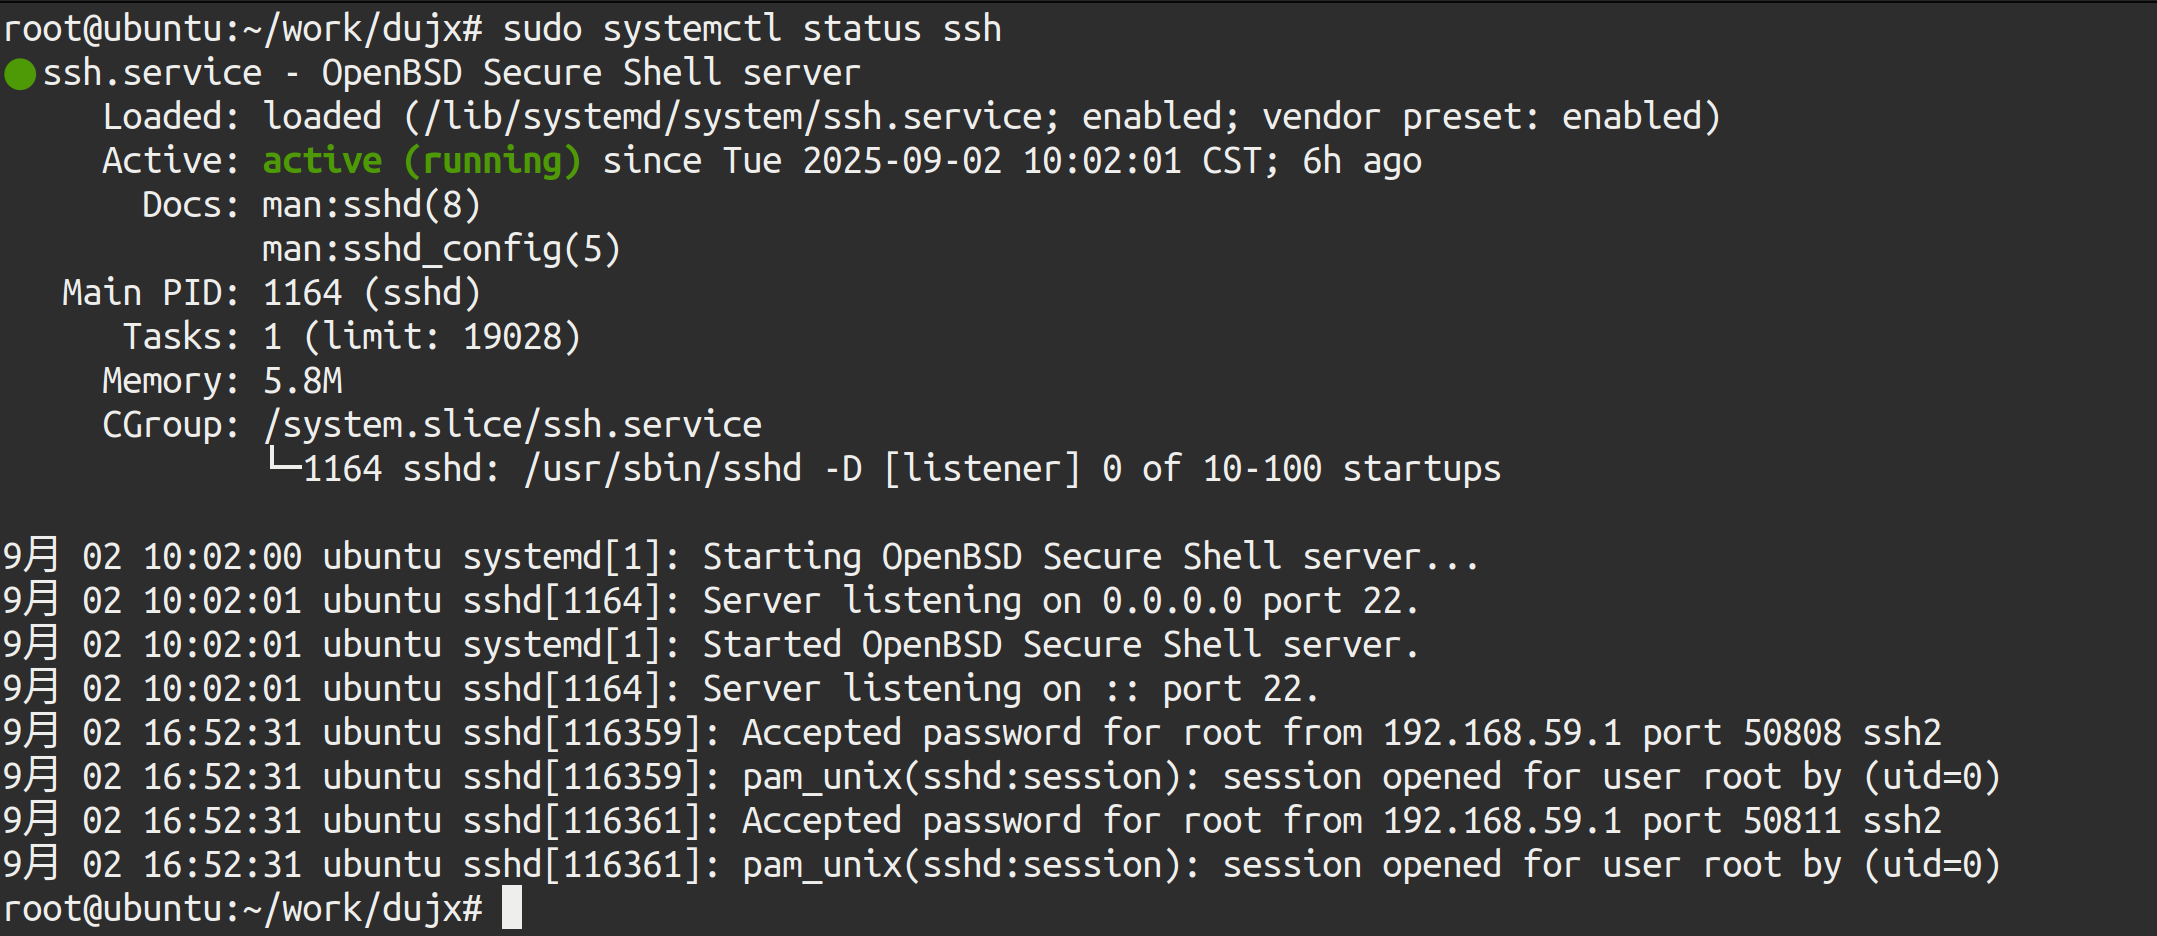 root@ubuntu:~/work/dujx# sudo systemctl status ssh
● ssh.service - OpenBSD Secure Shell server
     Loaded: loaded (/lib/systemd/system/ssh.service; enabled; vendor preset: enabled)
     Active: active (running) since Tue 2025-09-02 10:02:01 CST; 6h ago
       Docs: man:sshd(8)
             man:sshd_config(5)
   Main PID: 1164 (sshd)
      Tasks: 1 (limit: 19028)
     Memory: 5.8M
     CGroup: /system.slice/ssh.service
             └─1164 sshd: /usr/sbin/sshd -D [listener] 0 of 10-100 startups

9月 02 10:02:00 ubuntu systemd[1]: Starting OpenBSD Secure Shell server...
9月 02 10:02:01 ubuntu sshd[1164]: Server listening on 0.0.0.0 port 22.
9月 02 10:02:01 ubuntu systemd[1]: Started OpenBSD Secure Shell server.
9月 02 10:02:01 ubuntu sshd[1164]: Server listening on :: port 22.
9月 02 16:52:31 ubuntu sshd[116359]: Accepted password for root from 192.168.59.1 port 50808 ssh2
9月 02 16:52:31 ubuntu sshd[116359]: pam_unix(sshd:session): session opened for user root by (uid=0)
9月 02 16:52:31 ubuntu sshd[116361]: Accepted password for root from 192.168.59.1 port 50811 ssh2
9月 02 16:52:31 ubuntu sshd[116361]: pam_unix(sshd:session): session opened for user root by (uid=0)
root@ubuntu:~/work/dujx#